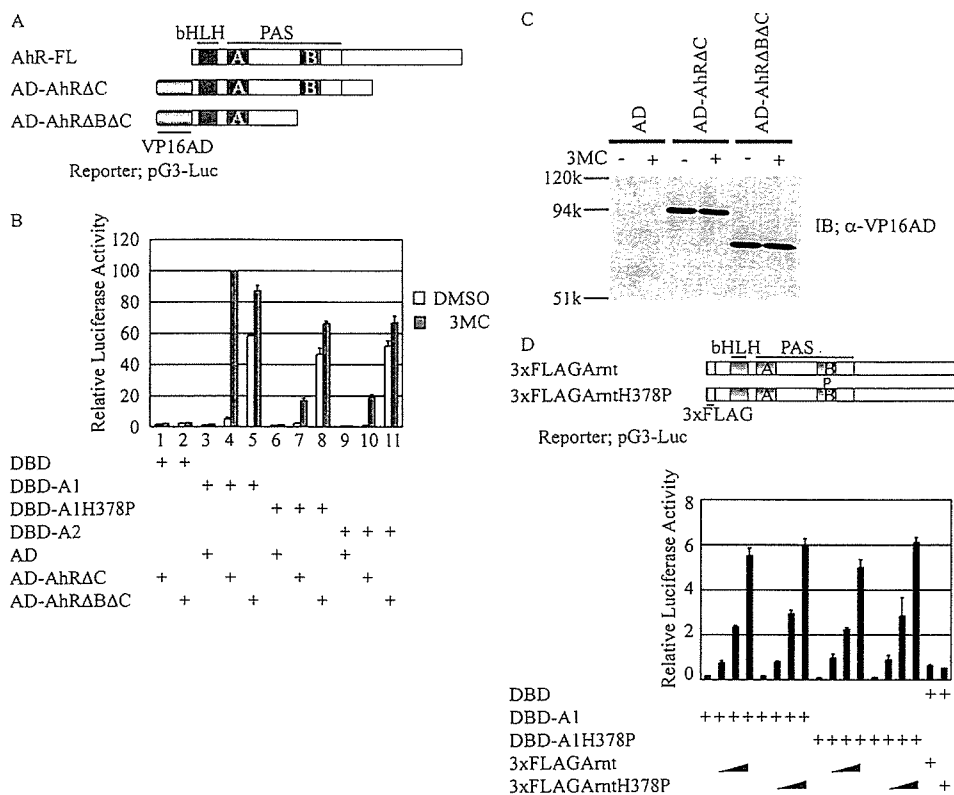 A
bHLH PAS
AhR-FL A B
AD-AhRΔC A B
AD-AhRΔBΔC A
VP16AD
Reporter; pG3-Luc
B
Relative Luciferase Activity
120
100
80
60
40
20
0
DMSO
3MC
1 2 3 4 5 6 7 8 9 10 11
DBD + +
DBD-A1 + + +
DBD-A1H378P + + +
DBD-A2 + + +
AD + + +
AD-AhRΔC + + + +
AD-AhRΔBΔC + + + +
C
AD
AD-AhRΔC
AD-AhRΔBΔC
3MC - + - + - +
120k
94k
51k
IB; α-VP16AD
D
bHLH PAS
3xFLAGArnt A B
P
3xFLAGArntH378P A B
3xFLAG
Reporter; pG3-Luc
Relative Luciferase Activity
8
6
4
2
0
DBD ++
DBD-A1 ++++++++
DBD-A1H378P ++++++++
3xFLAGArnt +
3xFLAGArntH378P +